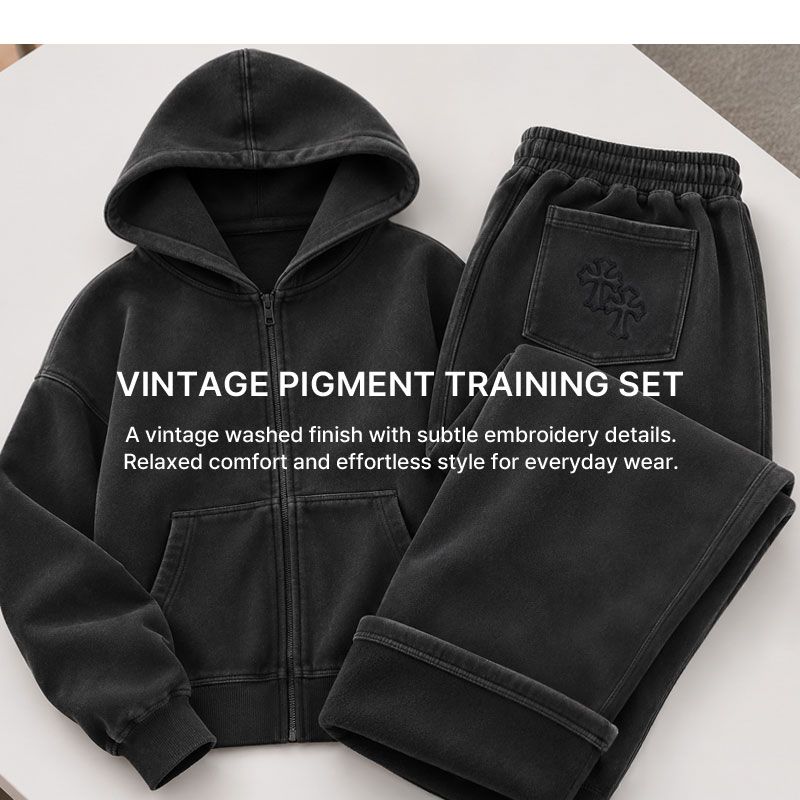 VINTAGE PIGMENT TRAINING SET
A vintage washed finish with subtle embroidery details.
Relaxed comfort and effortless style for everyday wear.